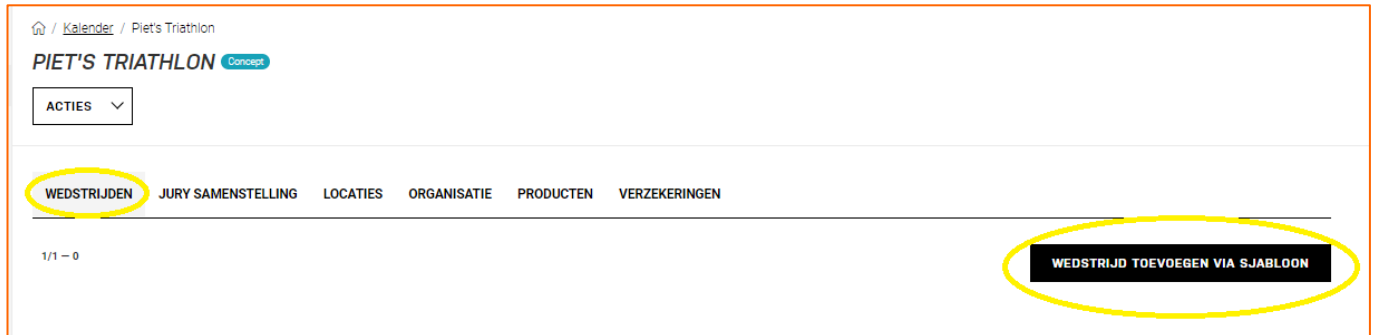 / Kalender / Piet's Triathlon
PIET'S TRIATHLON Concept
ACTIES
WEDSTRIJDEN JURY SAMENSTELLING LOCATIES ORGANISATIE PRODUCTEN VERZEKERINGEN
1/1 – 0 WEDSTRIJD TOEVOEGEN VIA SJABLOON